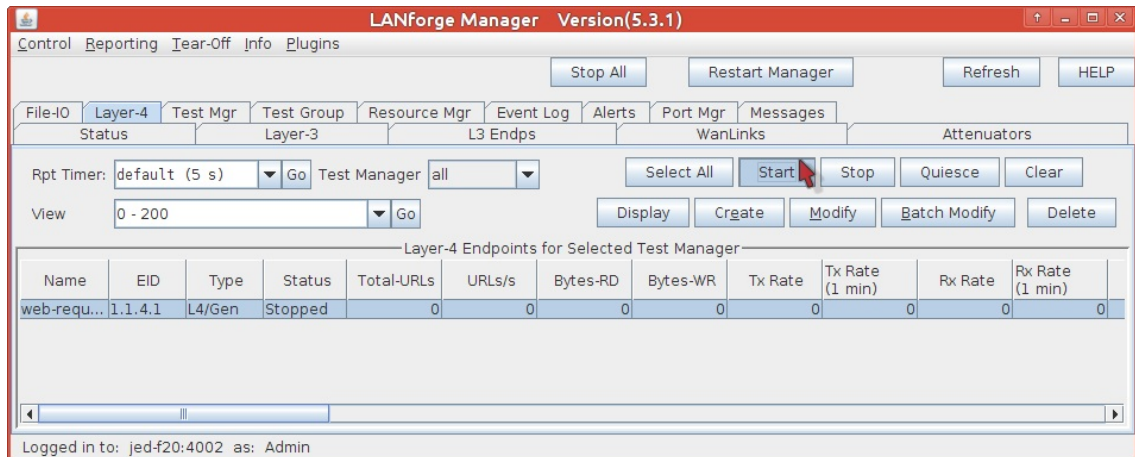 LANforge Manager Version(5.3.1)
Control Reporting Tear-Off Info Plugins
Stop All Restart Manager Refresh HELP
File-IO Layer-4 Test Mgr Test Group Resource Mgr Event Log Alerts Port Mgr Messages
Status Layer-3 L3 Endps WanLinks Attenuators
Rpt Timer: default (5 s) Go Test Manager all Select All Start Stop Quiesce Clear
View 0 - 200 Go Display Create Modify Batch Modify Delete
Layer-4 Endpoints for Selected Test Manager
Name EID Type Status Total-URLs URLs/s Bytes-RD Bytes-WR Tx Rate Tx Rate (1 min) Rx Rate Rx Rate (1 min)
web-requ... 1.1.4.1 L4/Gen Stopped 0 0 0 0 0 0 0 0
Logged in to: jed-f20:4002 as: Admin